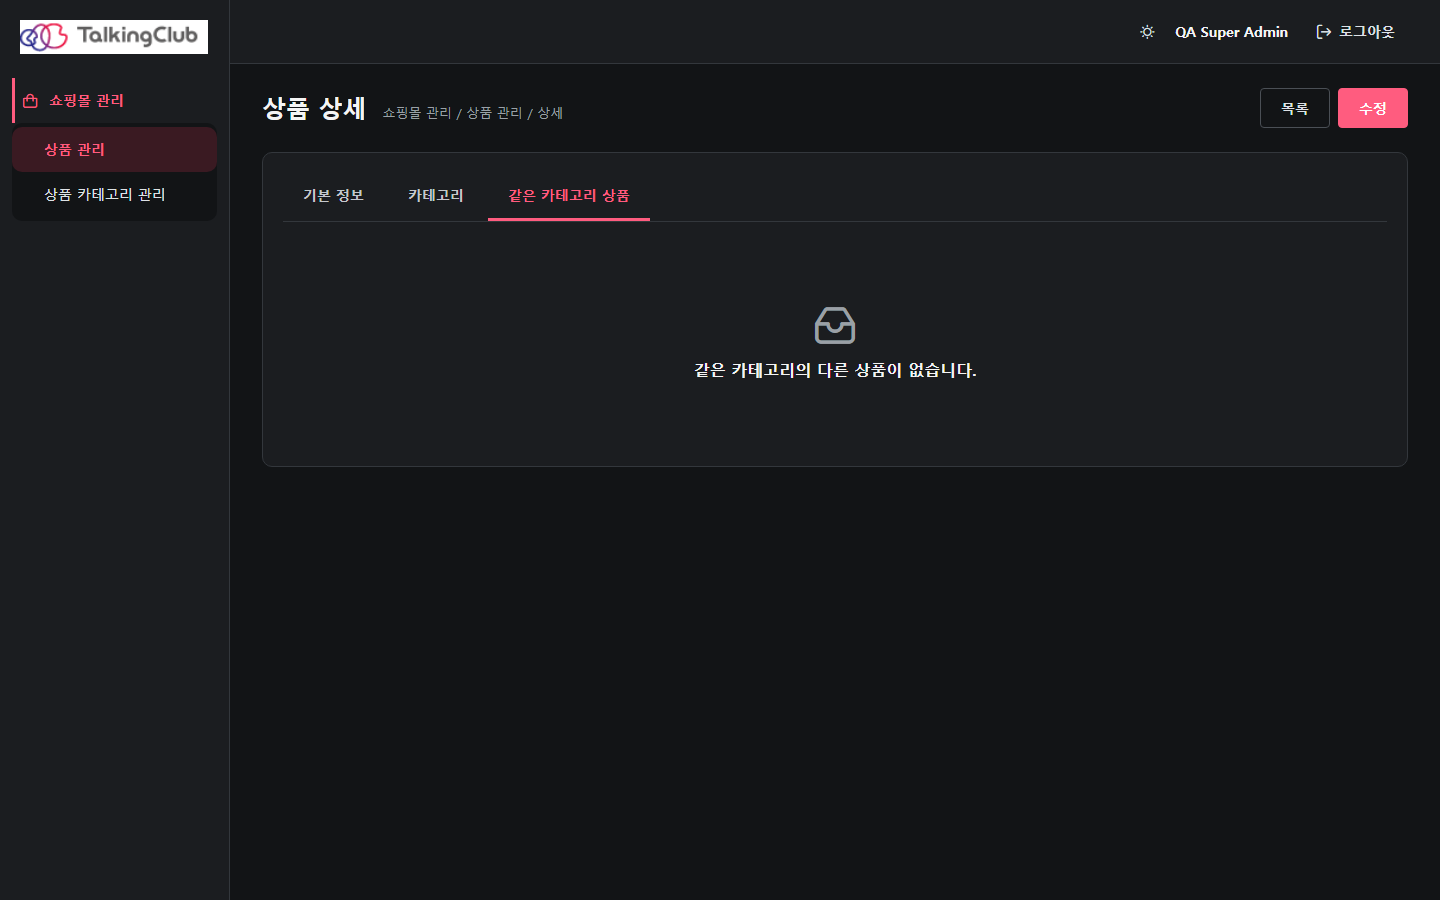 TalkingClub
QA Super Admin
로그아웃
쇼핑몰 관리
상품 관리
상품 카테고리 관리
상품 상세
쇼핑몰 관리 / 상품 관리 / 상세
목록
수정
기본 정보
카테고리
같은 카테고리 상품
같은 카테고리의 다른 상품이 없습니다.